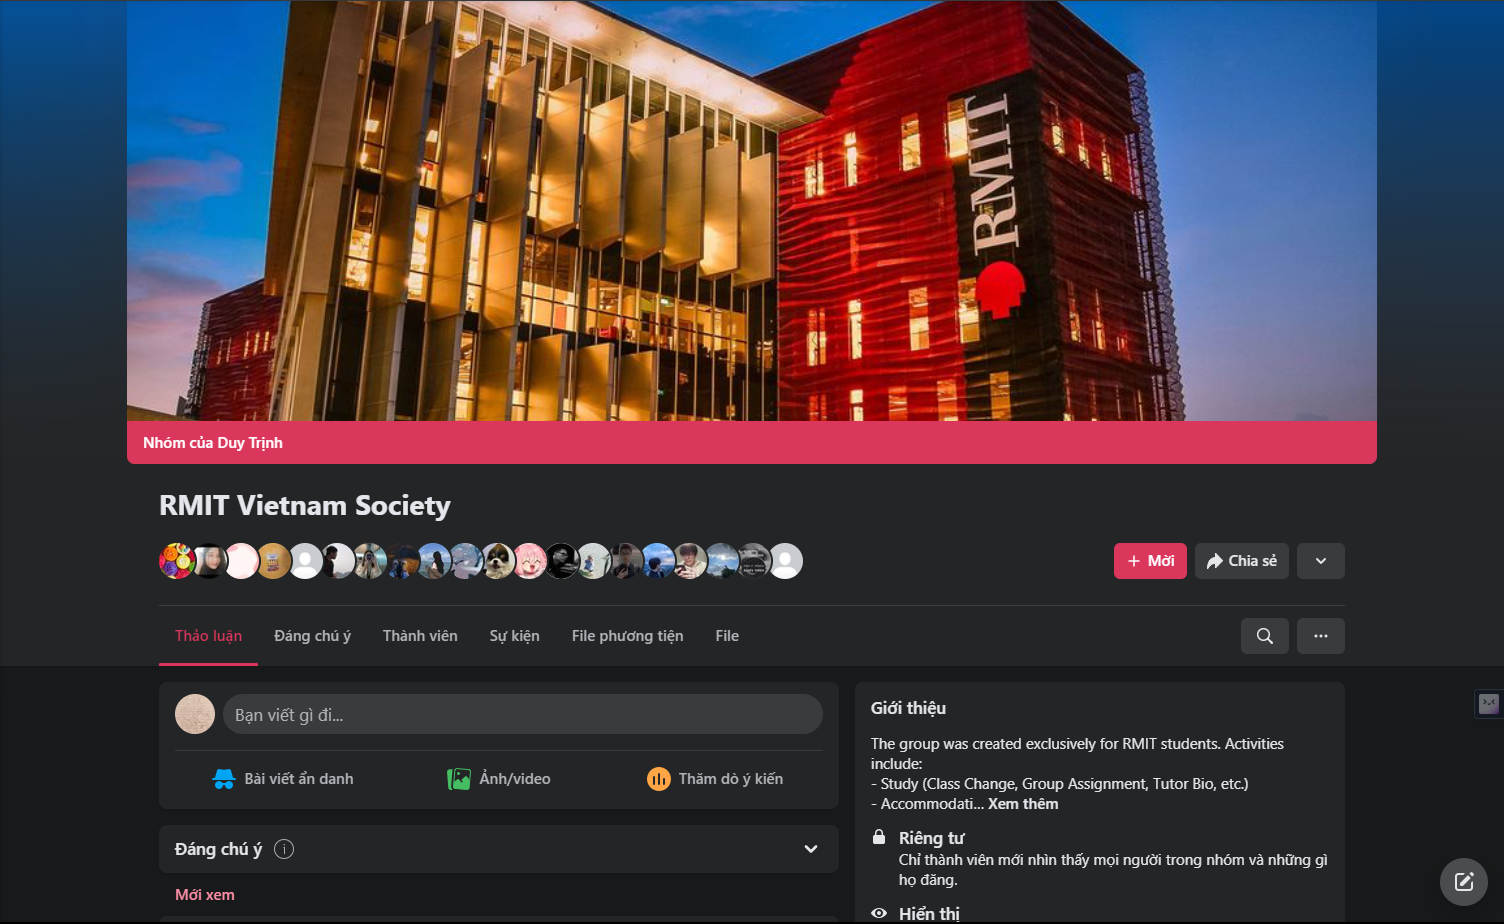 RMIT
Nhóm của Duy Trịnh
RMIT Vietnam Society
Mời
Chia sẻ
Thảo luận
Đáng chú ý
Thành viên
Sự kiện
File phương tiện
File
Bạn viết gì đi...
Bài viết ẩn danh
Ảnh/video
Thăm dò ý kiến
Đáng chú ý
Mới xem
Giới thiệu
The group was created exclusively for RMIT students. Activities
include:
- Study (Class Change, Group Assignment, Tutor Bio, etc.)
- Accommodati... Xem thêm
Riêng tư
Chỉ thành viên mới nhìn thấy mọi người trong nhóm và những gì
họ đăng.
Hiển thị